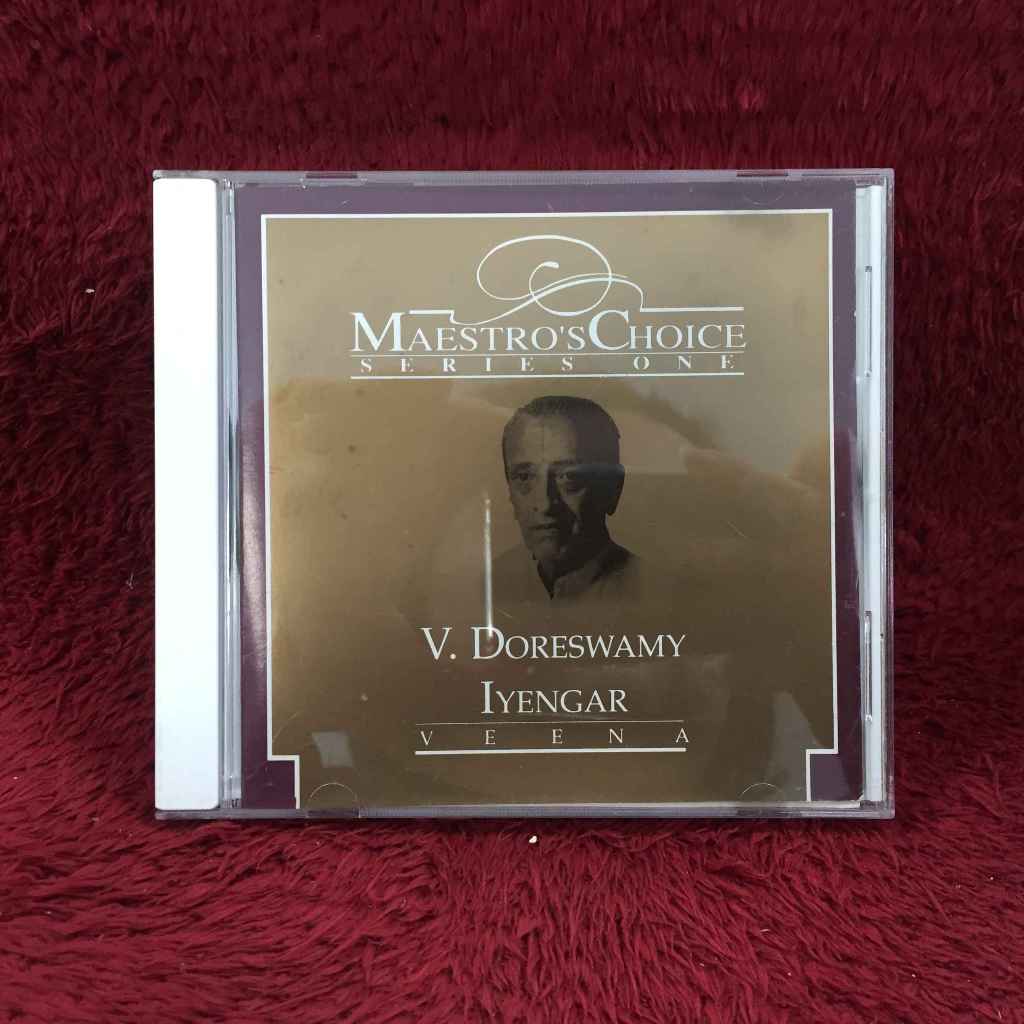 MAESTRO'S CHOICE
SERIES ONE
V. DORESWAMY
IYENGAR
VEENA